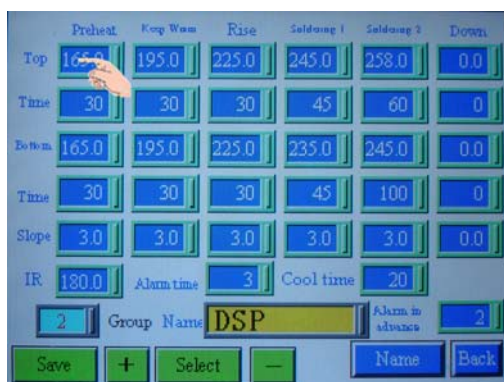 Preheat Keep Warm Rise Soldering 1 Soldering 2 Down
Top 165.0 195.0 225.0 245.0 258.0 0.0
Time 30 30 30 45 60 0
Bottom 165.0 195.0 225.0 235.0 245.0 0.0
Time 30 30 30 45 100 0
Slope 3.0 3.0 3.0 3.0 3.0 0.0
IR 180.0 Alarm time 3 Cool time 20
2 Group Name DSP Alarm in advance 2
Save + Select — Name Back